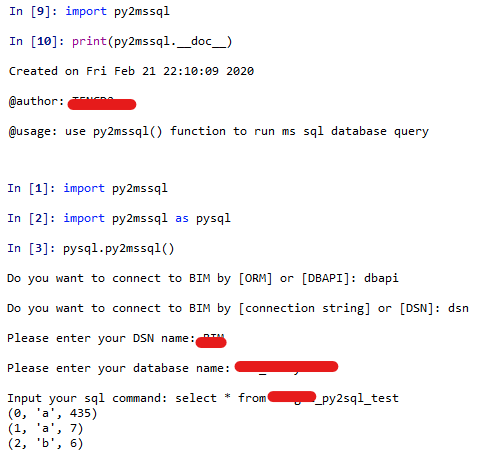 In [9]: import py2mssql
In [10]: print(py2mssql.__doc__)
Created on Fri Feb 21 22:10:09 2020
@author:
@usage: use py2mssql() function to run ms sql database query
In [1]: import py2mssql
In [2]: import py2mssql as pysql
In [3]: pysql.py2mssql()
Do you want to connect to BIM by [ORM] or [DBAPI]: dbapi
Do you want to connect to BIM by [connection string] or [DSN]: dsn
Please enter your DSN name:
Please enter your database name:
Input your sql command: select * from _py2sql_test
(0, 'a', 435)
(1, 'a', 7)
(2, 'b', 6)